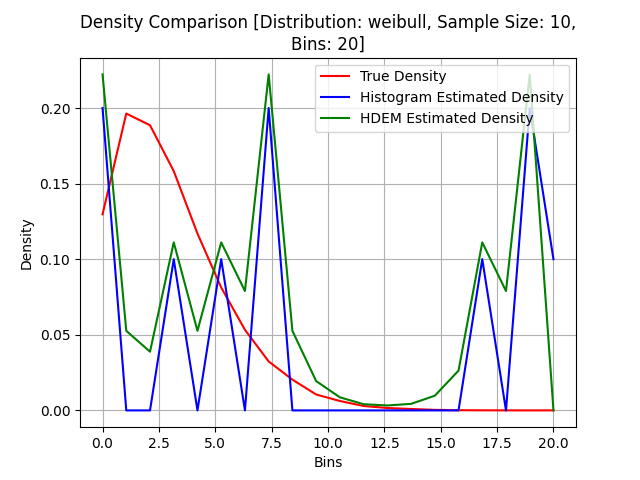 Density Comparison [Distribution: weibull, Sample Size: 10,
Bins: 20]
True Density
Histogram Estimated Density
HDEM Estimated Density
Density
0.20
0.15
0.10
0.05
0.00
0.0 2.5 5.0 7.5 10.0 12.5 15.0 17.5 20.0
Bins